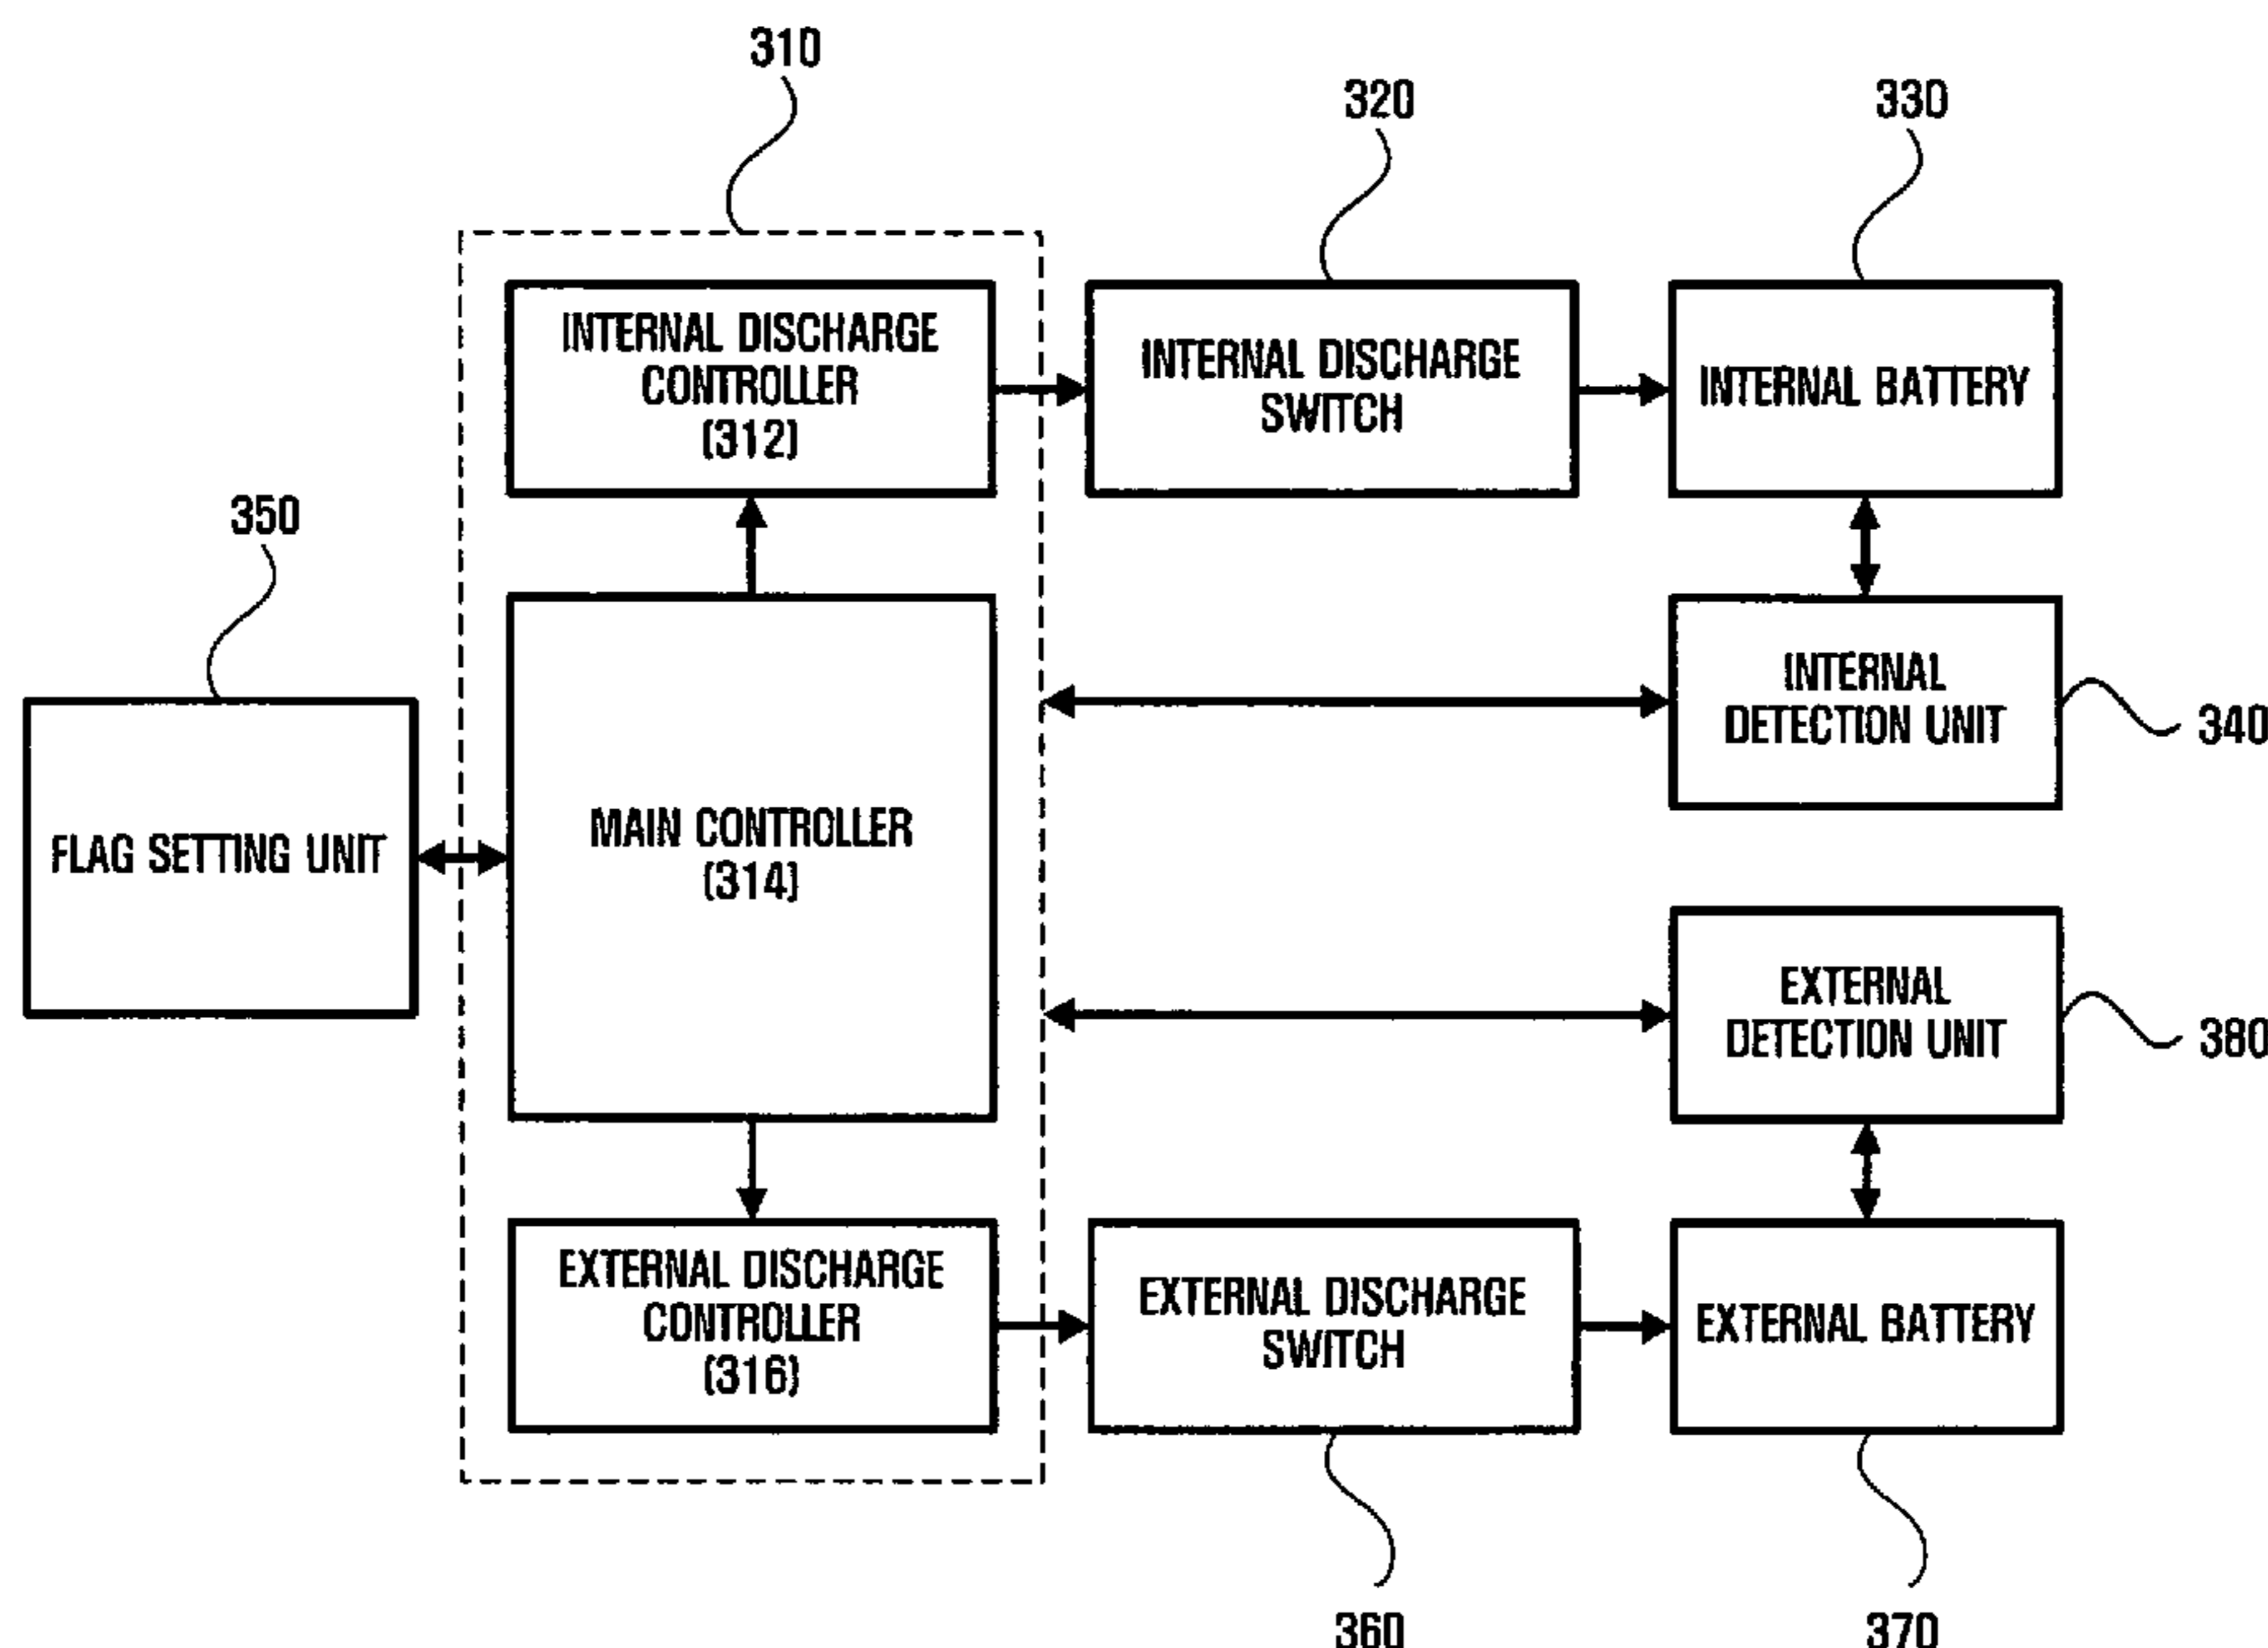 310
320
330
INTERNAL DISCHARGE
CONTROLLER
(312)
INTERNAL DISCHARGE
SWITCH
INTERNAL BATTERY
350
INTERNAL
DETECTION UNIT
340
FLAG SETTING UNIT
MAIN CONTROLLER
(314)
EXTERNAL
DETECTION UNIT
380
EXTERNAL DISCHARGE
CONTROLLER
(316)
EXTERNAL DISCHARGE
SWITCH
EXTERNAL BATTERY
360
370